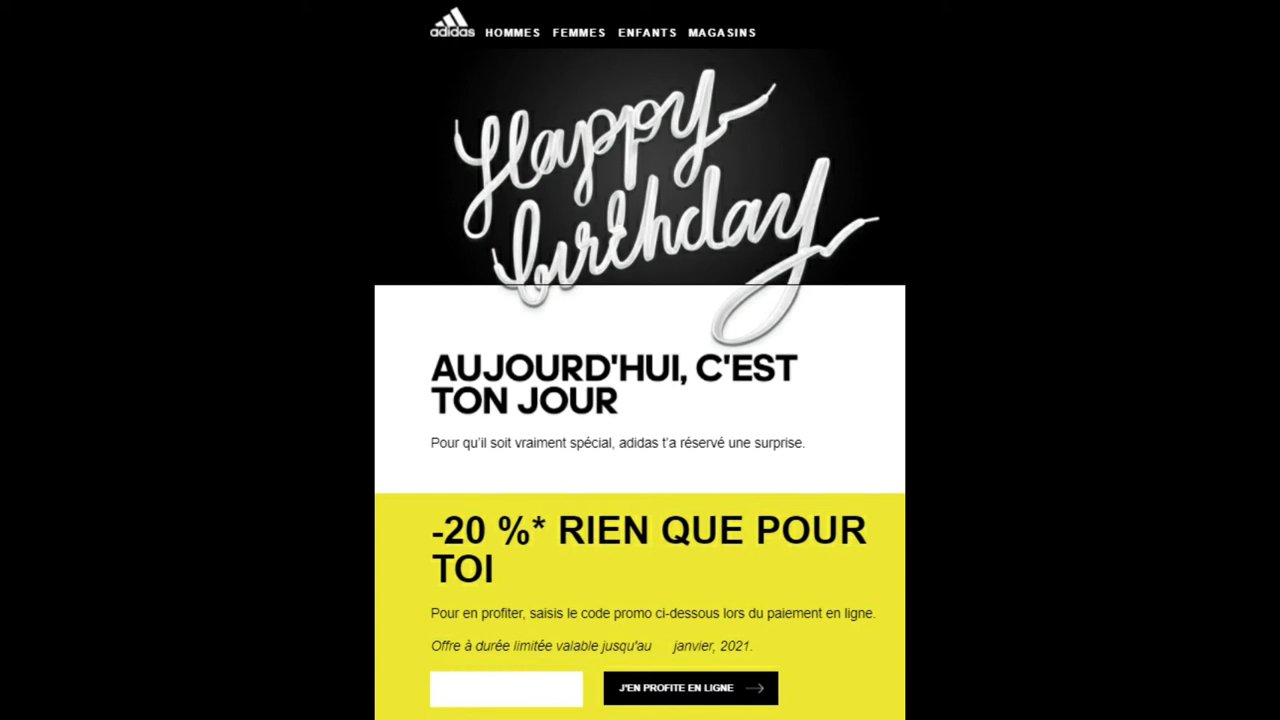 adidas HOMMES FEMMES ENFANTS MAGASINS
Happy
birthday
AUJOURD'HUI, C'EST
TON JOUR
Pour qu'il soit vraiment spécial, adidas t'a réservé une surprise.
-20 %* RIEN QUE POUR
TOI
Pour en profiter, saisis le code promo ci-dessous lors du paiement en ligne.
Offre à durée limitée valable jusqu'au janvier, 2021.
J'EN PROFITE EN LIGNE